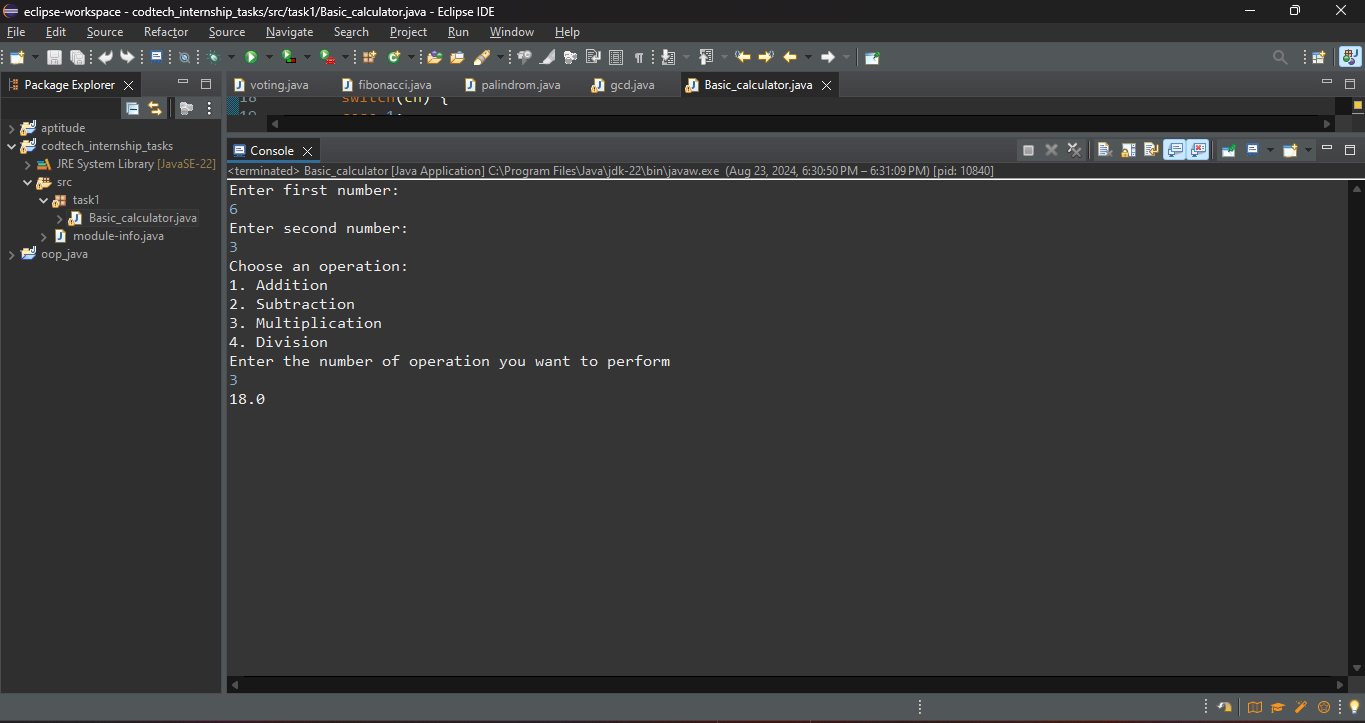 eclipse-workspace - codtech_internship_tasks/src/task1/Basic_calculator.java - Eclipse IDE
File Edit Source Refactor Source Navigate Search Project Run Window Help
Package Explorer
voting.java fibonacci.java palindrom.java gcd.java Basic_calculator.java
18 switch(ch) {
aptitude
codtech_internship_tasks
JRE System Library [JavaSE-22]
src
task1
Basic_calculator.java
module-info.java
oop_java
Console
<terminated> Basic_calculator [Java Application] C:\Program Files\Java\jdk-22\bin\javaw.exe (Aug 23, 2024, 6:30:50 PM – 6:31:09 PM) [pid: 10840]
Enter first number:
6
Enter second number:
3
Choose an operation:
1. Addition
2. Subtraction
3. Multiplication
4. Division
Enter the number of operation you want to perform
3
18.0